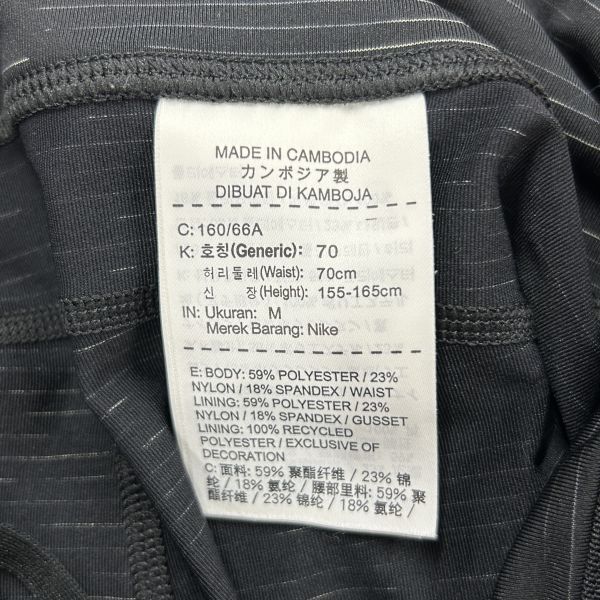 MADE IN CAMBODIA
カンボジア製
DIBUAT DI KAMBOJA
C: 160/66A
K: 호칭(Generic): 70
허리둘레(Waist): 70cm
신 장(Height): 155-165cm
IN: Ukuran: M
Merek Barang: Nike
E: BODY: 59% POLYESTER / 23%
NYLON / 18% SPANDEX / WAIST
LINING: 59% POLYESTER / 23%
NYLON / 18% SPANDEX / GUSSET
LINING: 100% RECYCLED
POLYESTER / EXCLUSIVE OF
DECORATION
C: 面料: 59% 聚酯纤维 / 23% 锦
纶 / 18% 氨纶 / 腰部里料: 59% 聚
酯纤维 / 23% 锦纶 / 18% 氨纶 /